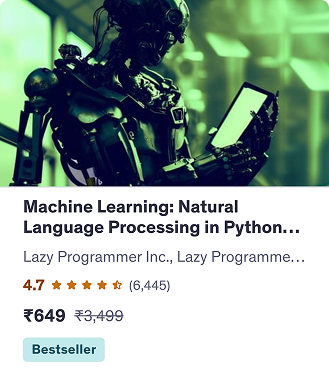 Machine Learning: Natural
Language Processing in Python...
Lazy Programmer Inc., Lazy Programme...
4.7 (6,445)
₹649 ₹3,499
Bestseller